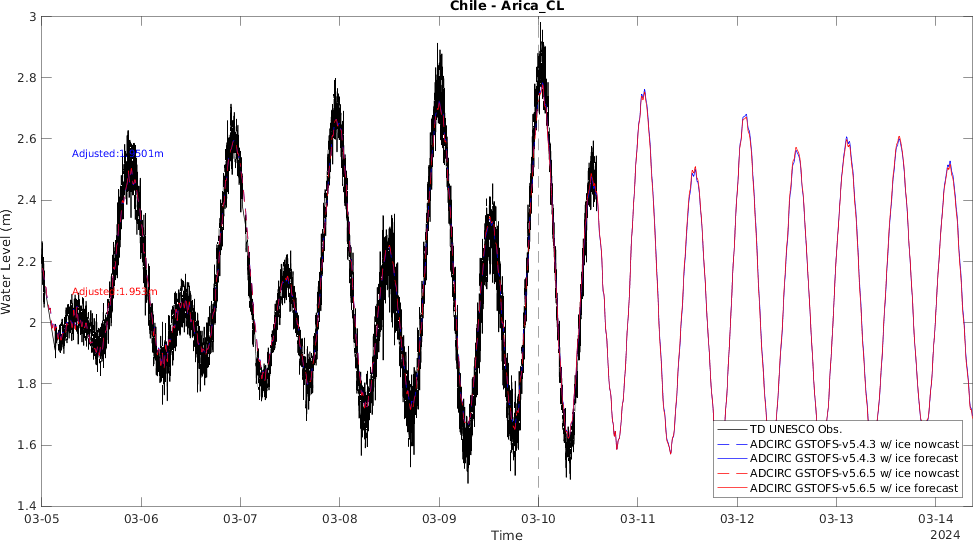 Chile - Arica_CL
3
2.8
2.6
2.4
2.2
2
1.8
1.6
1.4
Water Level (m)
Adjusted:1.9501m
Adjusted:1.953m
TD UNESCO Obs.
ADCIRC GSTOFS-v5.4.3 w/ ice nowcast
ADCIRC GSTOFS-v5.4.3 w/ ice forecast
ADCIRC GSTOFS-v5.6.5 w/ ice nowcast
ADCIRC GSTOFS-v5.6.5 w/ ice forecast
03-05 03-06 03-07 03-08 03-09 03-10 03-11 03-12 03-13 03-14
Time
2024